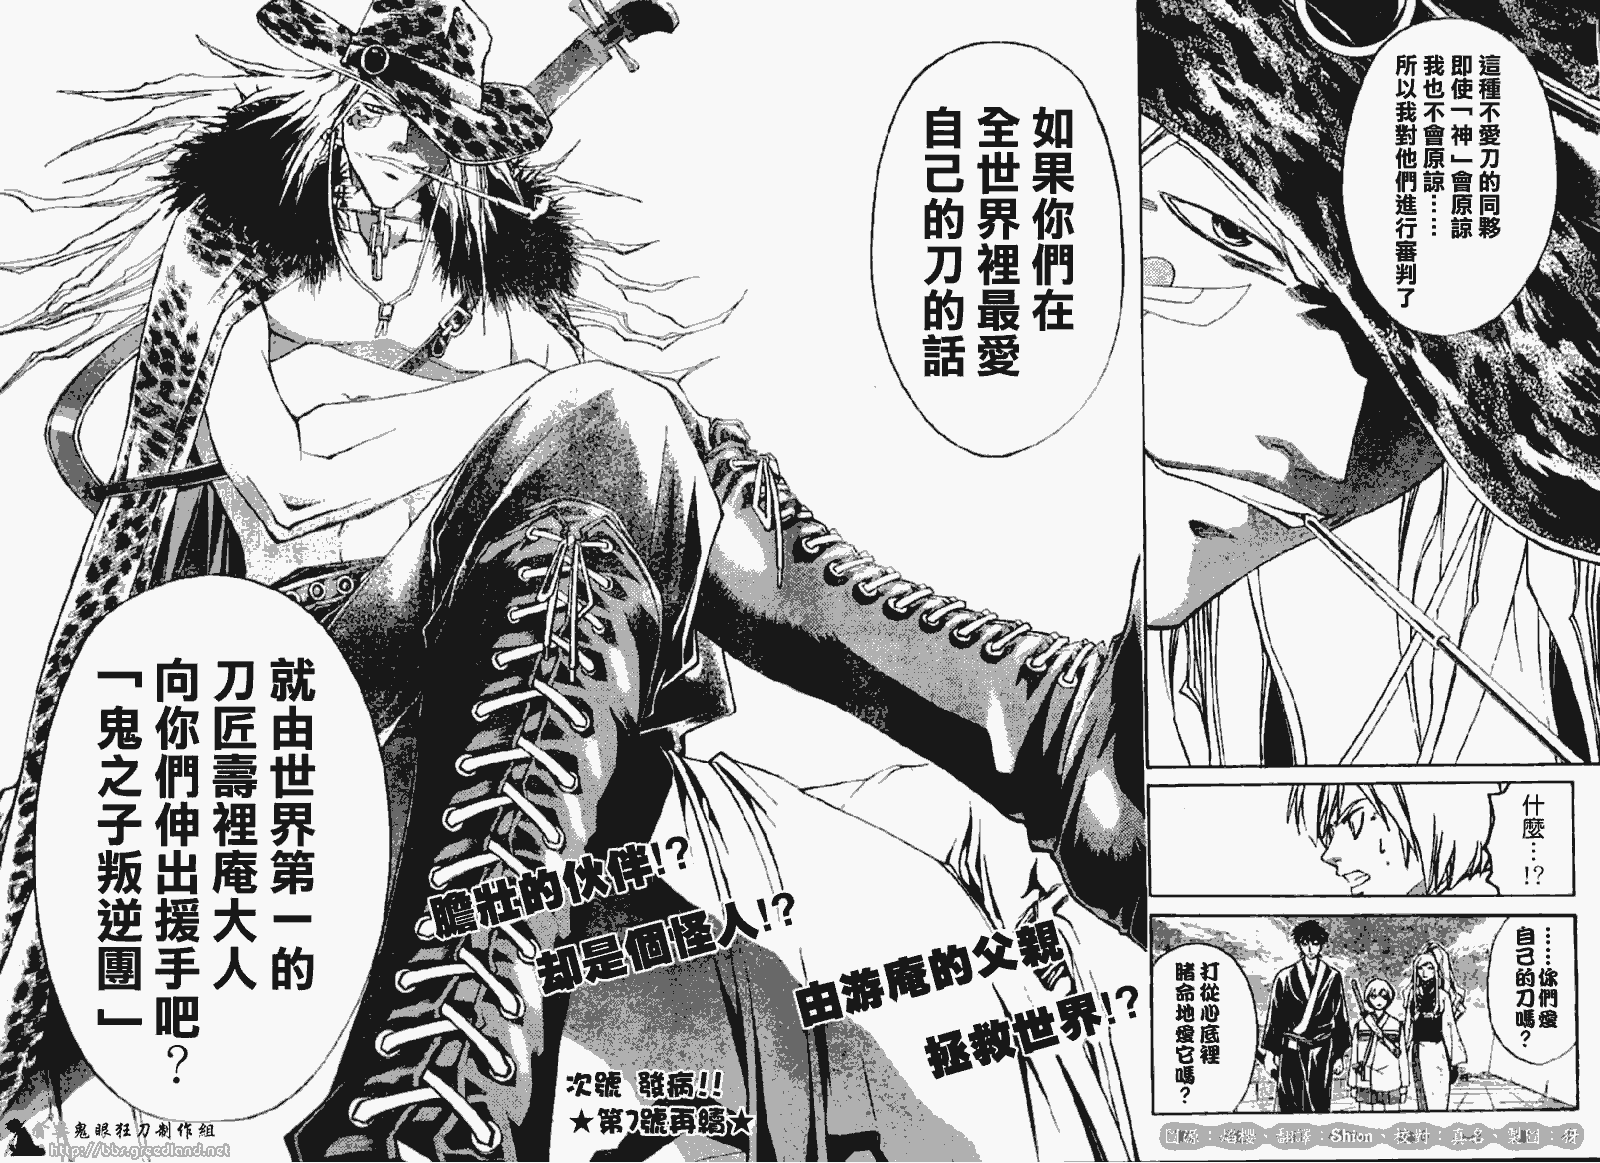 這種不愛刀的同夥
即使「神」會原諒
我也不會原諒……
所以我對他們進行審判了
什麼…!?
……你們愛
自己的刀嗎?
打從心底裡
賭命地愛它嗎?
如果你們在
全世界裡最愛
自己的刀的話
就由世界第一的
刀匠壽裡庵大人
向你們伸出援手吧?
「鬼之子叛逆團」
膽壯的伙伴!?
却是個怪人!?
由游庵的父親
拯救世界!?
次號 發病!!
★第7號再續★
鬼眼狂刀制作組
http://bbs.greedland.net
圖源：焰櫻、翻譯：Shion、校對：真名、製圖：犽